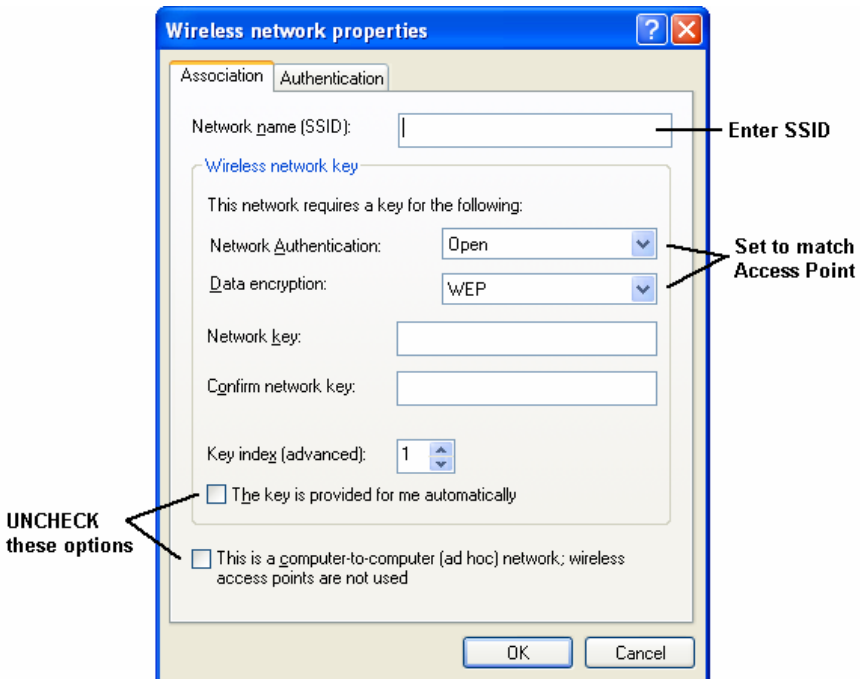 Wireless network properties
Association
Authentication
Network name (SSID):
Enter SSID
Wireless network key
This network requires a key for the following:
Network Authentication:
Open
Set to match
Access Point
Data encryption:
WEP
Network key:
Confirm network key:
Key index (advanced):
1
The key is provided for me automatically
UNCHECK
these options
This is a computer-to-computer (ad hoc) network; wireless
access points are not used
OK
Cancel